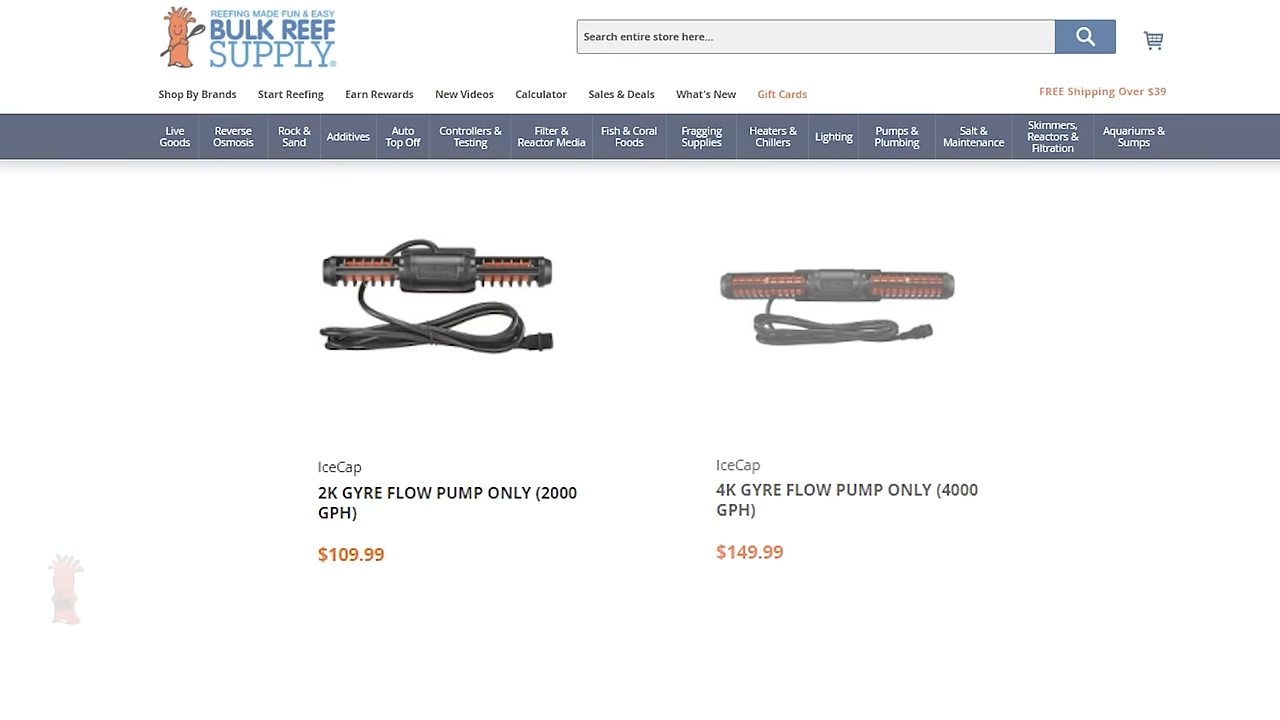 REEFING MADE FUN & EASY
BULK REEF
SUPPLY
Search entire store here...
Shop By Brands Start Reefing Earn Rewards New Videos Calculator Sales & Deals What's New Gift Cards
FREE Shipping Over $39
Live
Goods
Reverse
Osmosis
Rock &
Sand
Additives
Auto
Top Off
Controllers &
Testing
Filter &
Reactor Media
Fish & Coral
Foods
Fragging
Supplies
Heaters &
Chillers
Lighting
Pumps &
Plumbing
Salt &
Maintenance
Skimmers,
Reactors &
Filtration
Aquariums &
Sumps
IceCap
2K GYRE FLOW PUMP ONLY (2000
GPH)
$109.99
IceCap
4K GYRE FLOW PUMP ONLY (4000
GPH)
$149.99